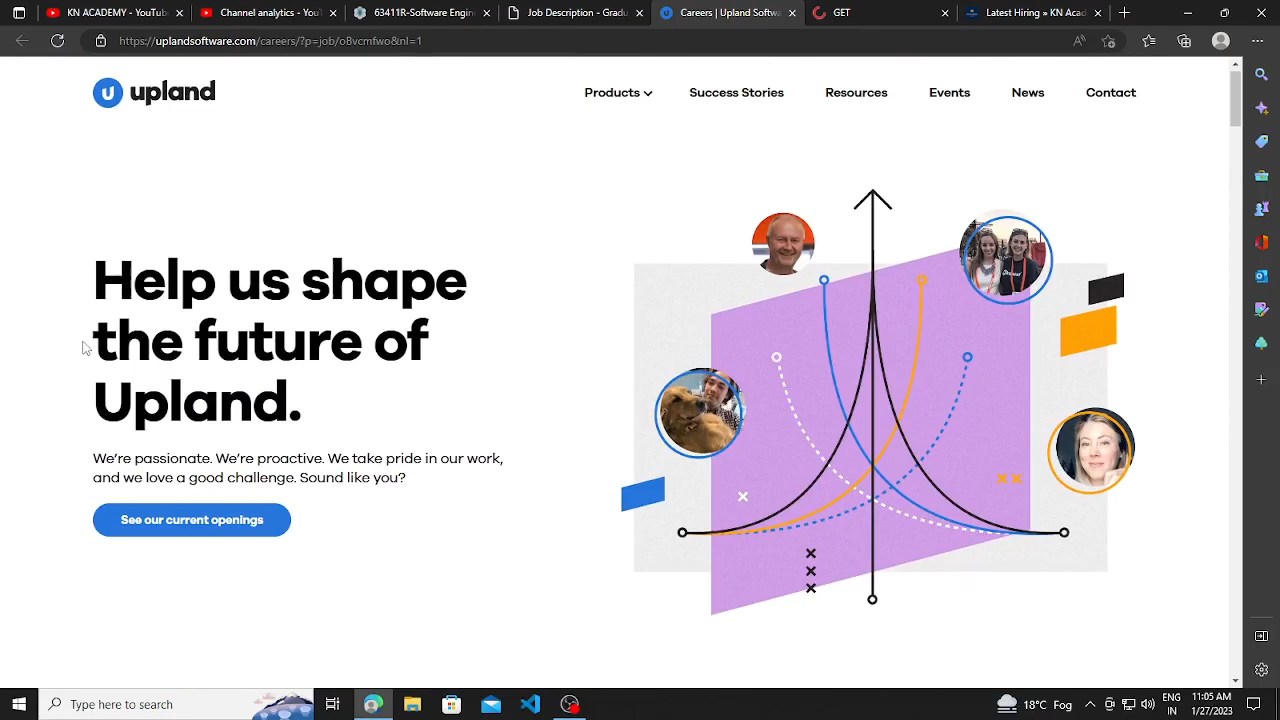 KN ACADEMY - YouTube
Channel analytics - YouT
63411R-Software Engin
Job Description - Gradu
Careers | Upland Softwa
GET
Latest Hiring » KN Acad
https://uplandsoftware.com/careers/?p=job/o8vcmfwo&nl=1
upland
Products
Success Stories
Resources
Events
News
Contact
Help us shape
the future of
Upland.
We're passionate. We're proactive. We take pride in our work,
and we love a good challenge. Sound like you?
See our current openings
Type here to search
18°C Fog
ENG
IN
11:05 AM
1/27/2023